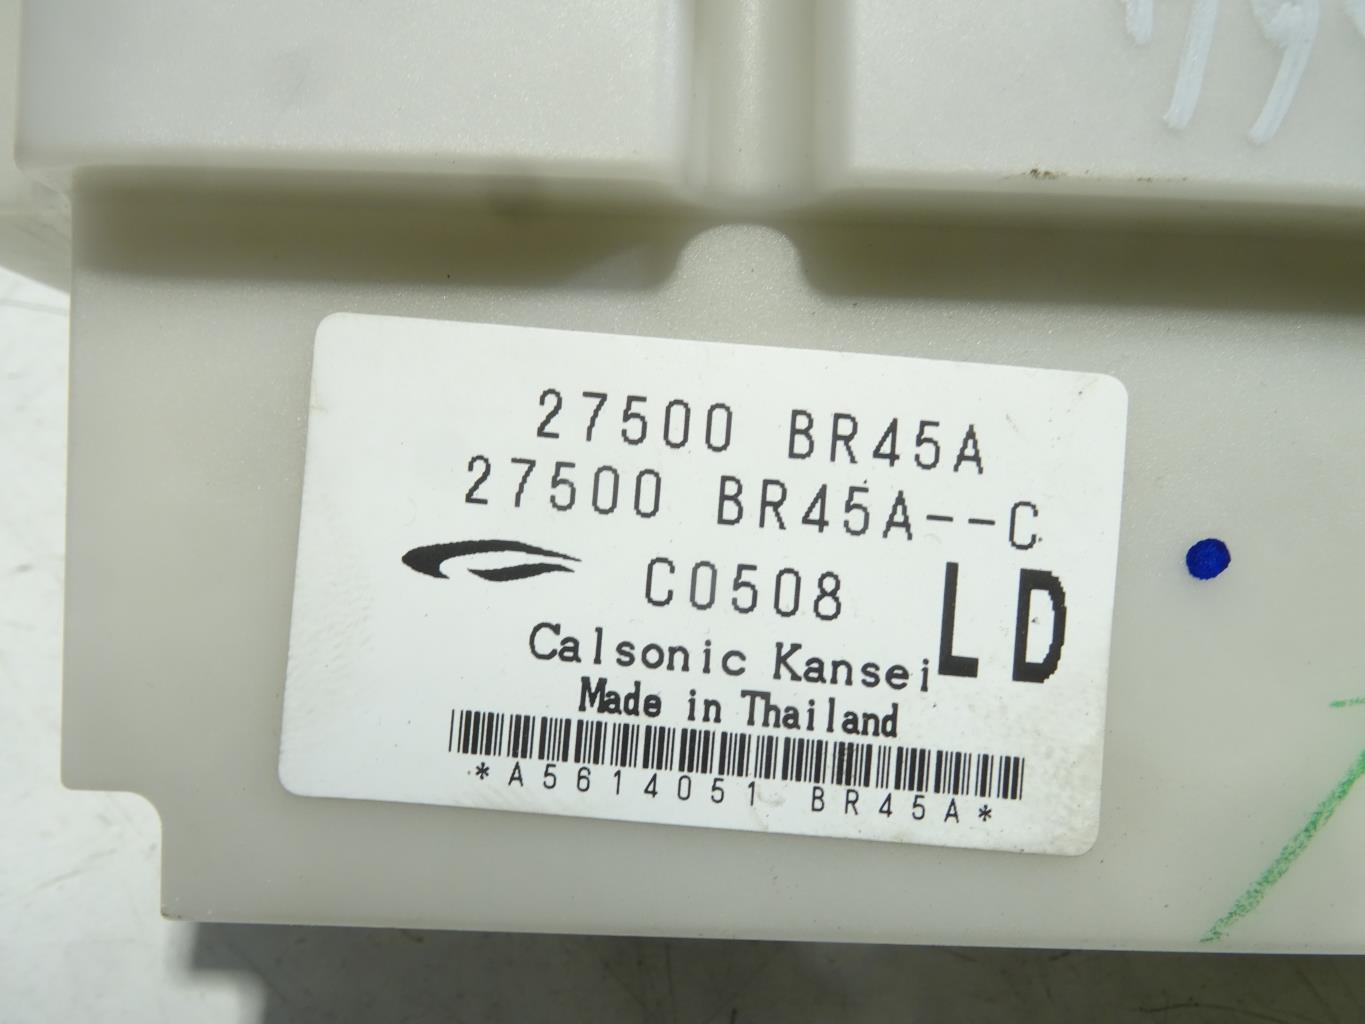 27500 BR45A
27500 BR45A--C
C0508
LD
Calsonic Kansei
Made in Thailand
*A5614051 BR45A*